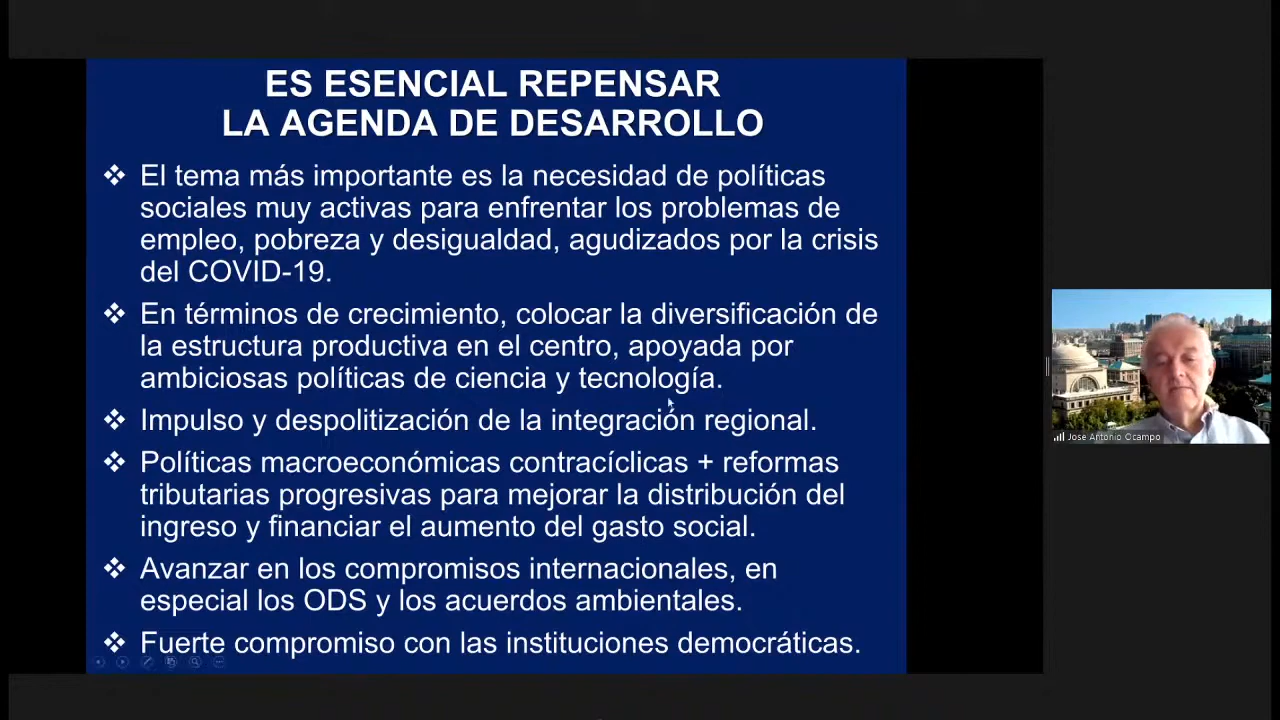 ES ESENCIAL REPENSAR
LA AGENDA DE DESARROLLO
❖ El tema más importante es la necesidad de políticas
sociales muy activas para enfrentar los problemas de
empleo, pobreza y desigualdad, agudizados por la crisis
del COVID-19.
❖ En términos de crecimiento, colocar la diversificación de
la estructura productiva en el centro, apoyada por
ambiciosas políticas de ciencia y tecnología.
❖ Impulso y despolitización de la integración regional.
❖ Políticas macroeconómicas contracíclicas + reformas
tributarias progresivas para mejorar la distribución del
ingreso y financiar el aumento del gasto social.
❖ Avanzar en los compromisos internacionales, en
especial los ODS y los acuerdos ambientales.
❖ Fuerte compromiso con las instituciones democráticas.
Jose Antonio Ocampo